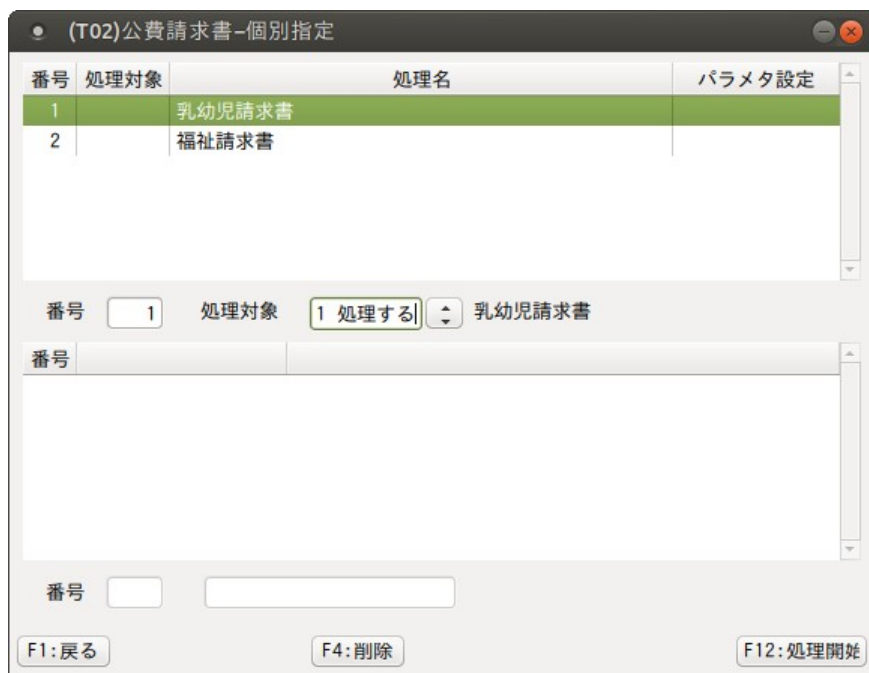 (T02)公費請求書-個別指定
番号 処理対象 処理名 パラメタ設定
1 乳幼児請求書
2 福祉請求書
番号 1 処理対象 1 処理する 乳幼児請求書
番号
番号
F1:戻る F4:削除 F12:処理開始